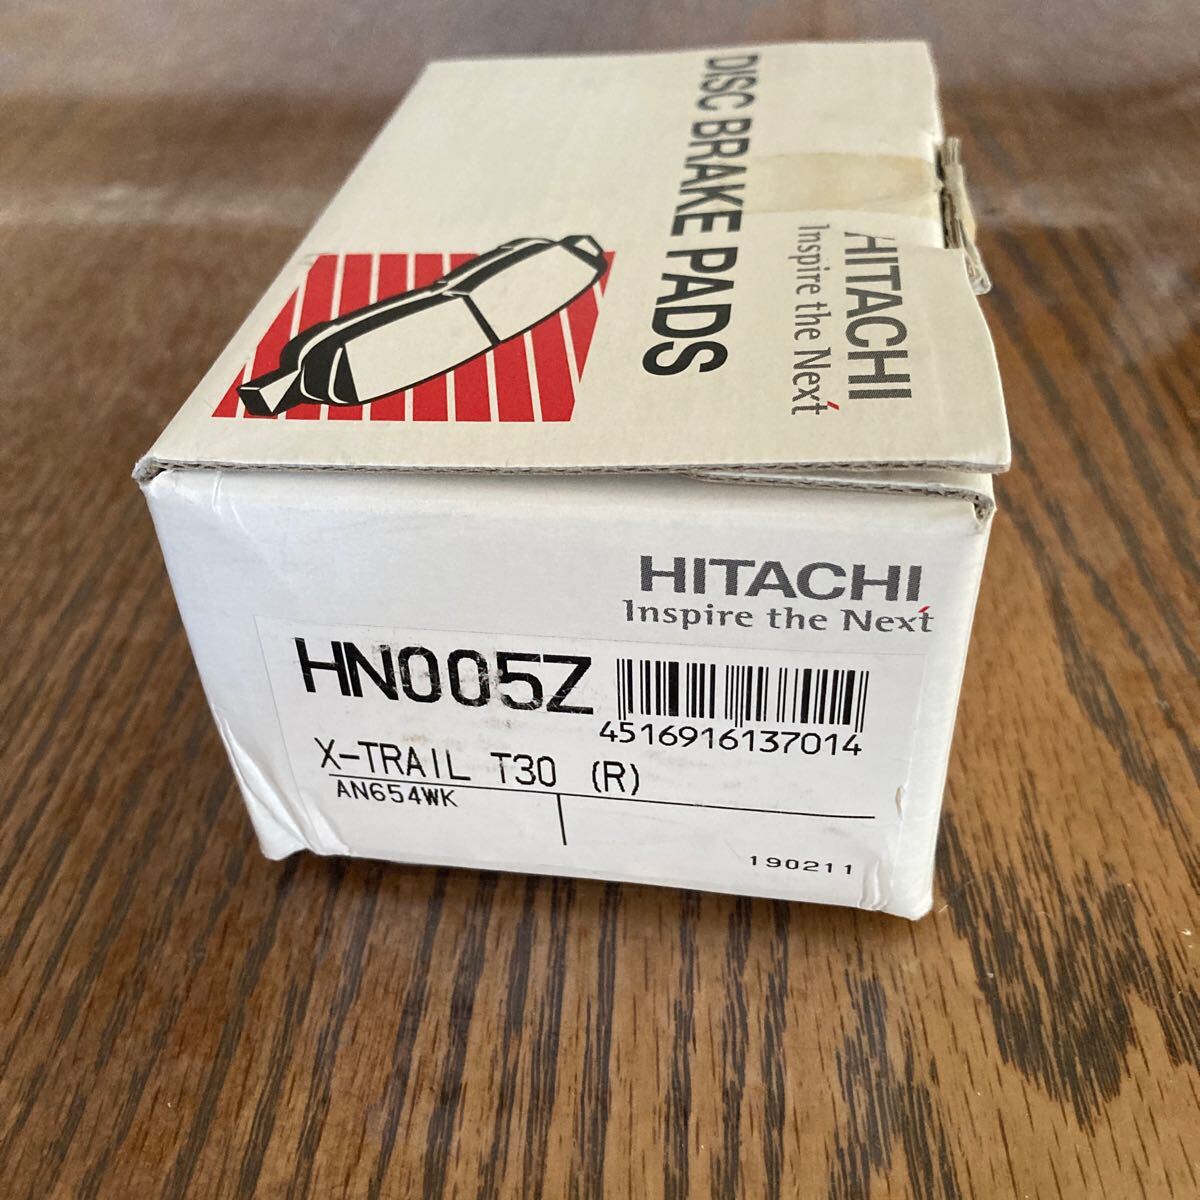 DISC BRAKE PADS
HITACHI
Inspire the Next
HITACHI
Inspire the Next
HN005Z
4516916137014
X-TRAIL T30 (R)
AN654WK
190211